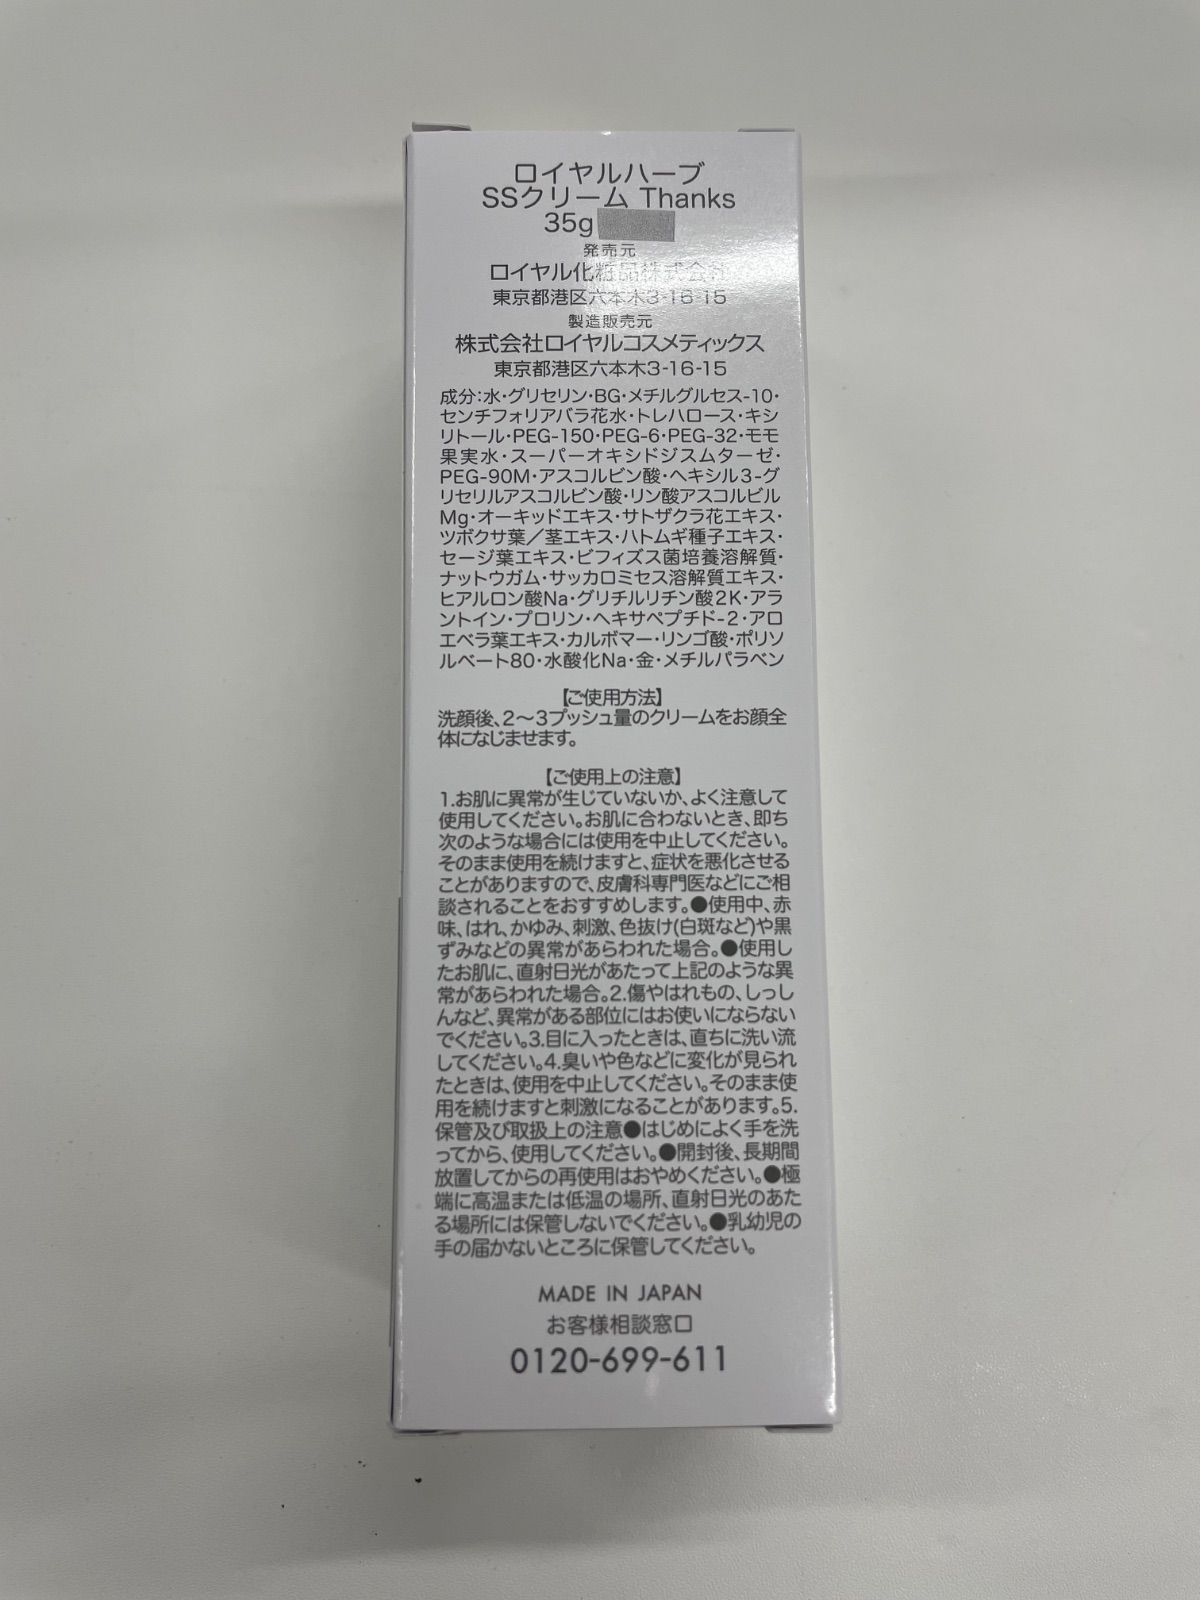 ロイヤルハーブ
SSクリーム Thanks
35g
発売元
ロイヤル化粧品株式会社
東京都港区六本木3-16-15
製造販売元
株式会社ロイヤルコスメティックス
東京都港区六本木3-16-15
成分:水・グリセリン・BG・メチルグルセス-10・
センチフォリアバラ花水・トレハロース・キシ
リトール・PEG-150・PEG-6・PEG-32・モモ
果実水・スーパーオキシドジスムターゼ・
PEG-90M・アスコルビン酸・ヘキシル3-グ
リセリルアスコルビン酸・リン酸アスコルビル
Mg・オーキッドエキス・サトザクラ花エキス・
ツボクサ葉/茎エキス・ハトムギ種子エキス・
セージ葉エキス・ビフィズス菌培養溶解質・
ナットウガム・サッカロミセス溶解質エキス・
ヒアルロン酸Na・グリチルリチン酸2K・アラ
ントイン・プロリン・ヘキサペプチド-2・アロ
エベラ葉エキス・カルボマー・リンゴ酸・ポリソ
ルベート80・水酸化Na・金・メチルパラベン
【ご使用方法】
洗顔後、2〜3プッシュ量のクリームをお顔全
体になじませます。
【ご使用上の注意】
1.お肌に異常が生じていないか、よく注意して
使用してください。お肌に合わないとき、即ち
次のような場合には使用を中止してください。
そのまま使用を続けますと、症状を悪化させる
ことがありますので、皮膚科専門医などにご相
談されることをおすすめします。●使用中、赤
味、はれ、かゆみ、刺激、色抜け(白斑など)や黒
ずみなどの異常があらわれた場合。●使用し
たお肌に、直射日光があたって上記のような異
常があらわれた場合。2.傷やはれもの、しっし
んなど、異常がある部位にはお使いにならない
でください。3.目に入ったときは、直ちに洗い流
してください。4.臭いや色などに変化が見られ
たときは、使用を中止してください。そのまま使
用を続けますと刺激になることがあります。5.
保管及び取扱上の注意●はじめによく手を洗
ってから、使用してください。●開封後、長期間
放置してからの再使用はおやめください。●極
端に高温または低温の場所、直射日光のあた
る場所には保管しないでください。●乳幼児の
手の届かないところに保管してください。
MADE IN JAPAN
お客様相談窓口
0120-699-611